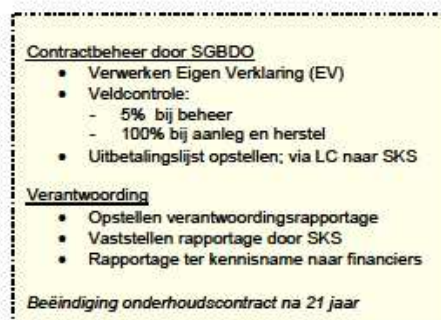 Contractbeheer door SGBDO
• Verwerken Eigen Verklaring (EV)
• Veldcontrole:
- 5% bij beheer
- 100% bij aanleg en herstel
• Uitbetalingslijst opstellen; via LC naar SKS
Verantwoording
• Opstellen verantwoordingsrapportage
• Vaststellen rapportage door SKS
• Rapportage ter kennisname naar financiers
Beëindiging onderhoudscontract na 21 jaar